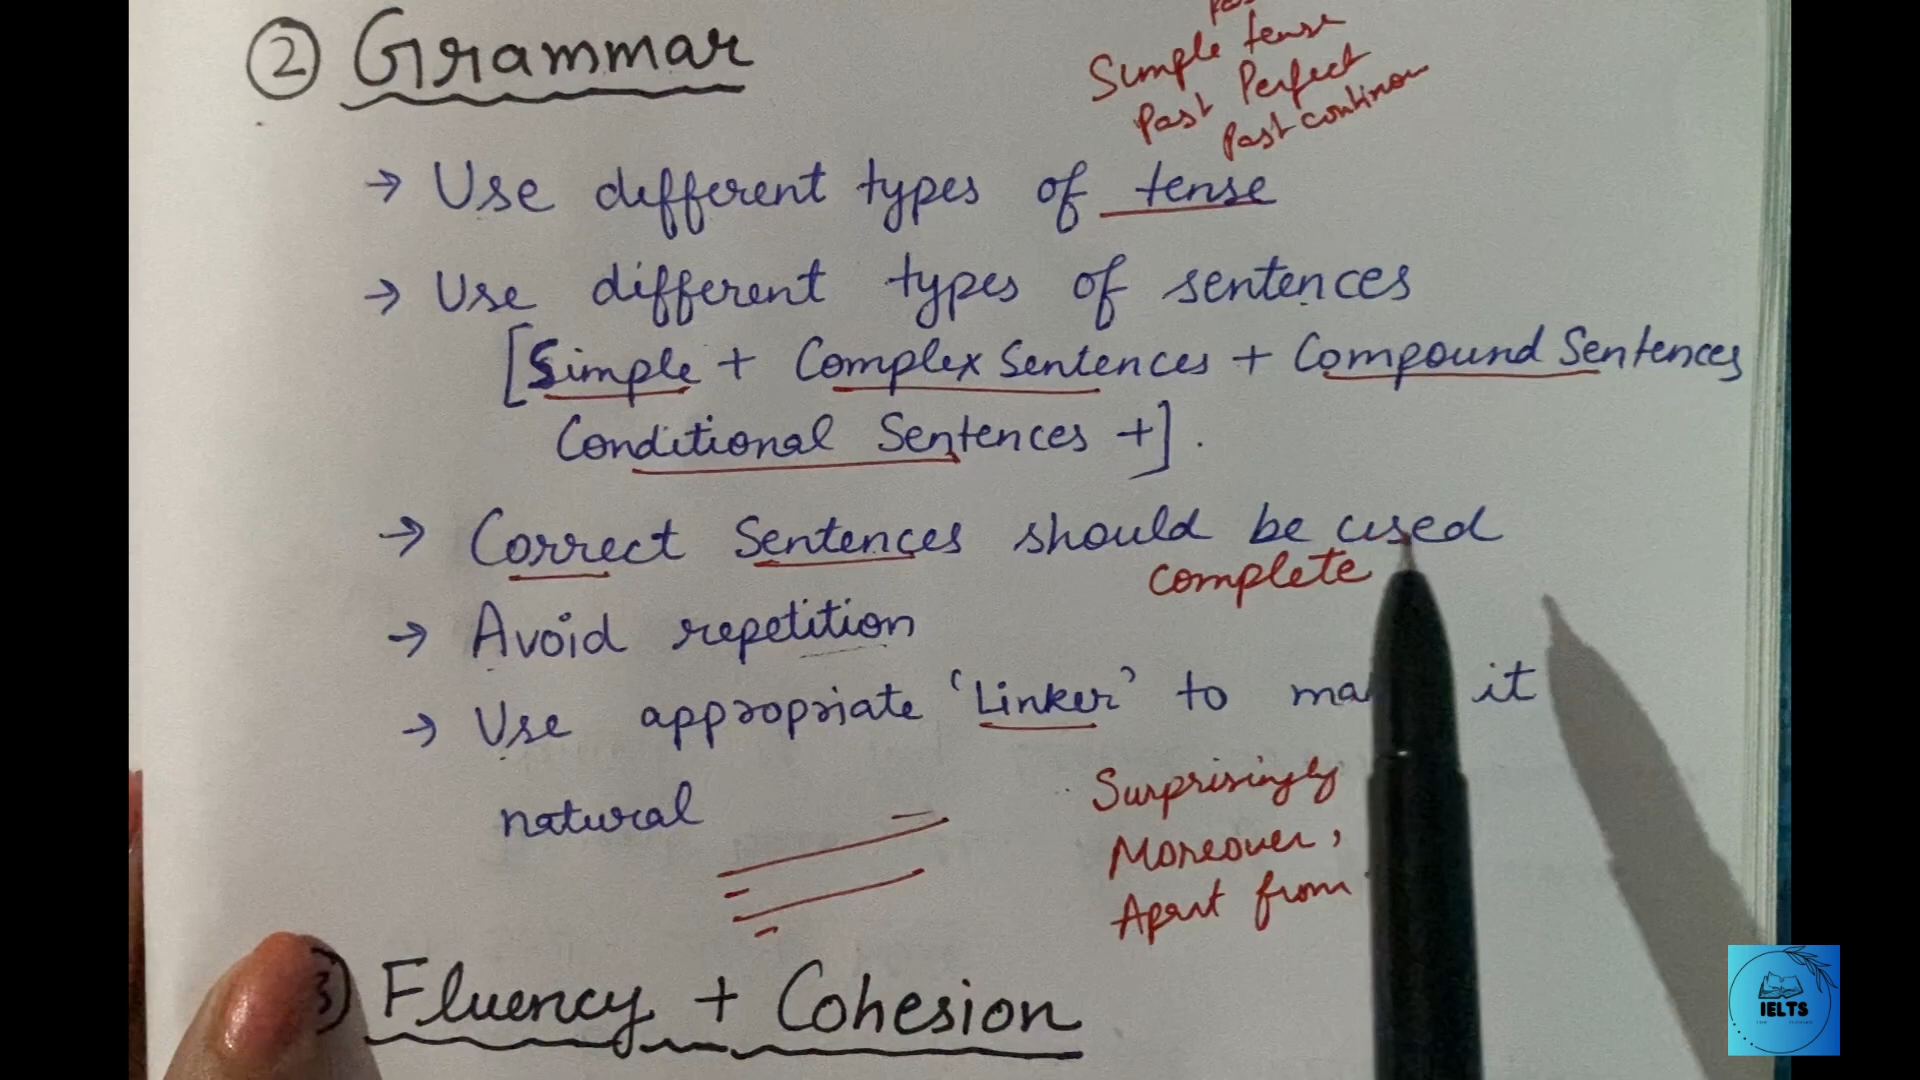 ② Grammar
Simple tense
Past Perfect
Past continou
→ Use different types of tense
→ Use different types of sentences
[Simple + Complex Sentences + Compound Sentences
Conditional Sentences +].
→ Correct Sentences should be used
complete
→ Avoid repetition
→ Use appropriate 'Linker' to ma it
natural
Surprisingly
Moreover,
Apart from
3) Fluency + Cohesion
IELTS